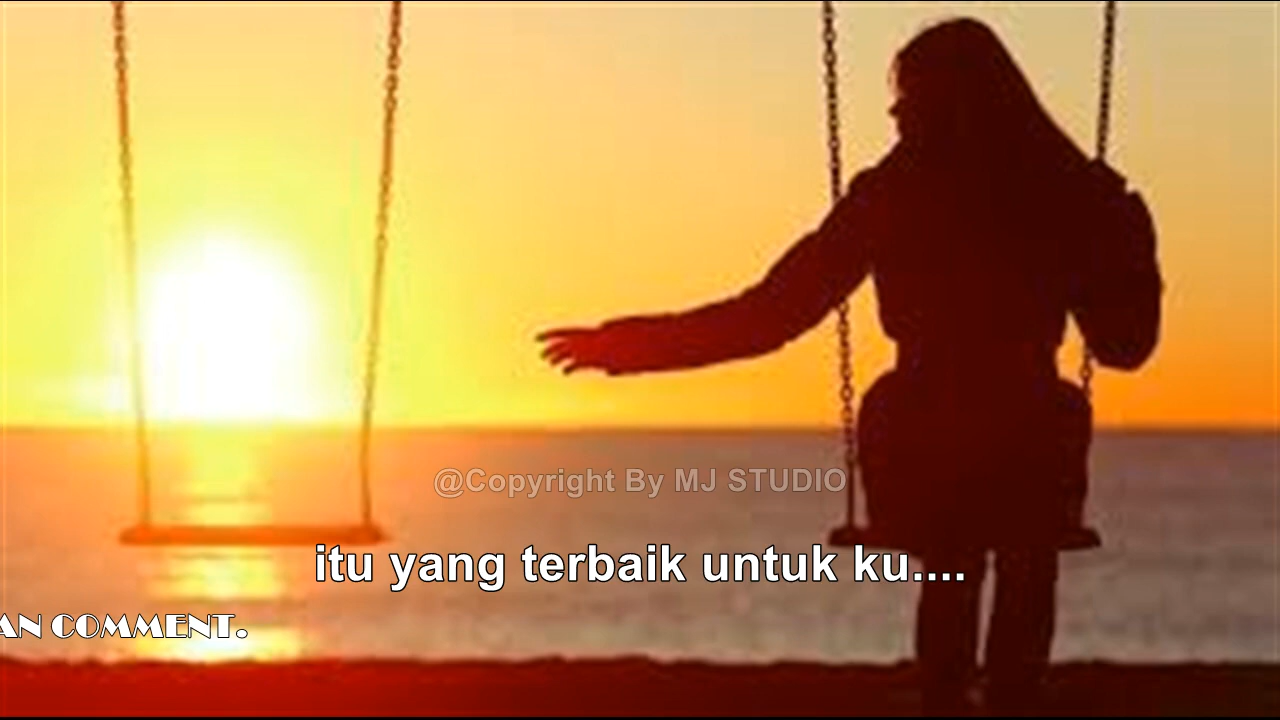 @Copyright By MJ STUDIO
itu yang terbaik untuk ku....
AN COMMENT.